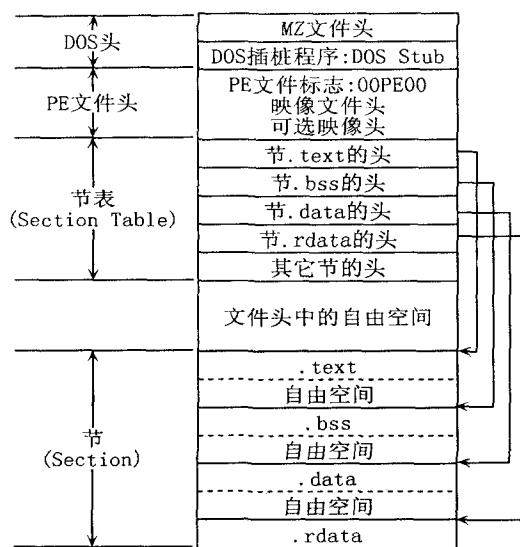 MZ文件头
DOS头
DOS插桩程序:DOS Stub
PE文件标志:00PE00
PE文件头
映像文件头
可选映像头
节.text的头
节.bss的头
节表
(Section Table)
节.data的头
节.rdata的头
其它节的头
文件头中的自由空间
.text
自由空间
.bss
节
(Section)
自由空间
.data
自由空间
.rdata